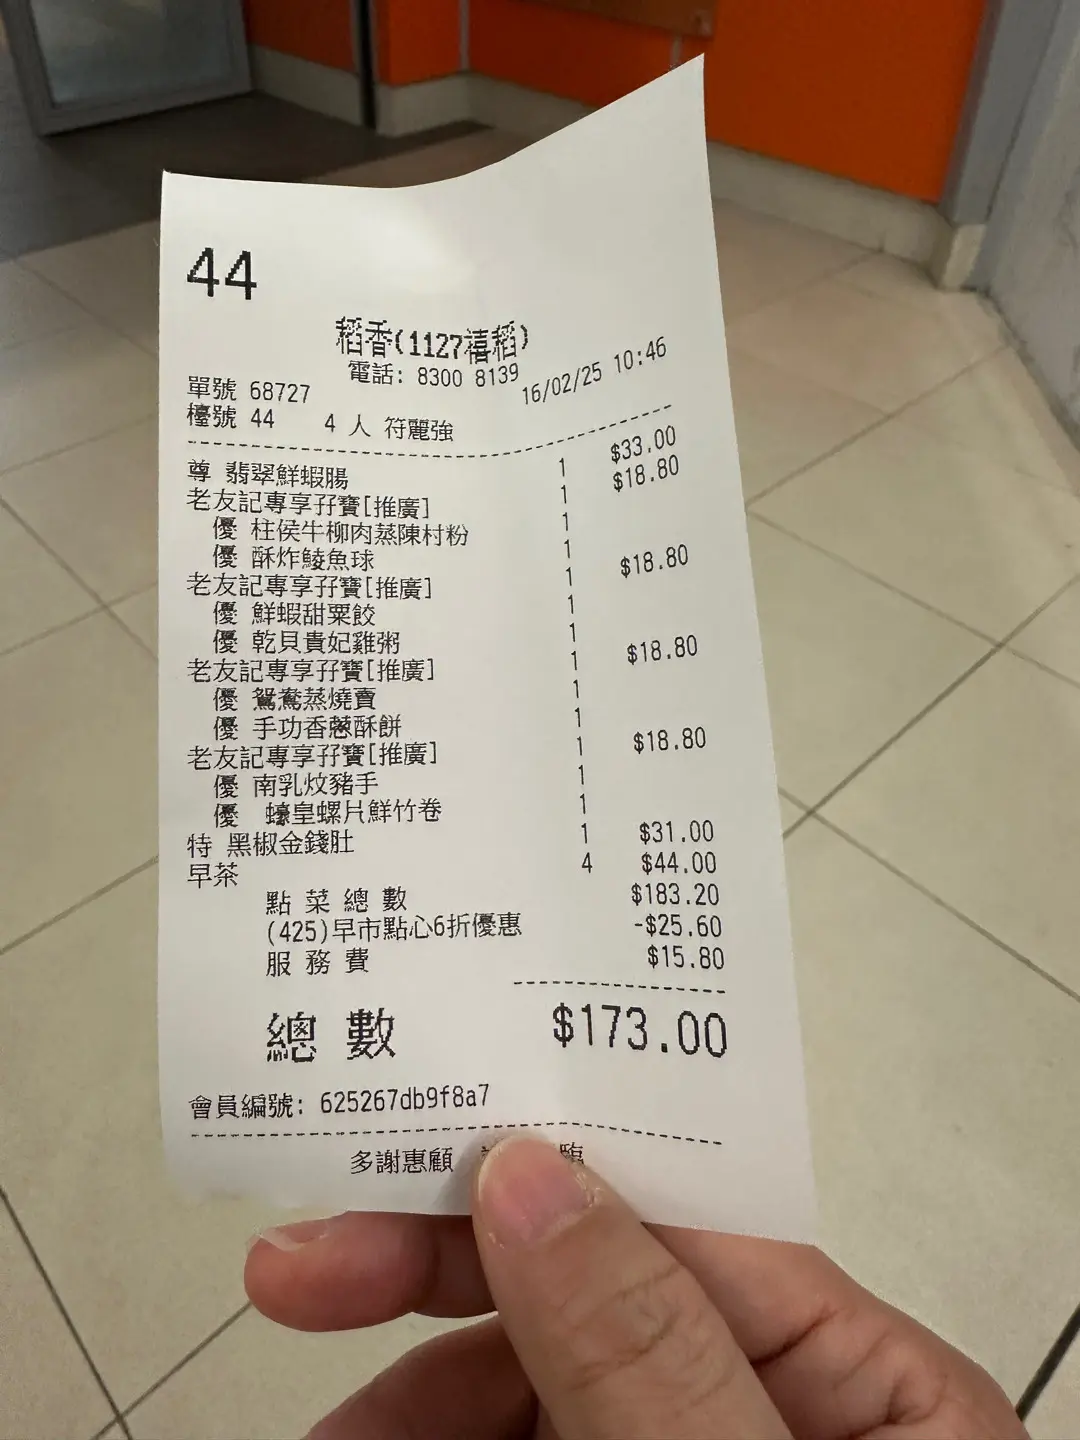 44
稻香(1127禧稻)
電話: 8300 8139
單號 68727 16/02/25 10:46
檯號 44 4 人 符麗強
尊 翡翠鮮蝦腸 1 $33.00
老友記專享孖寶[推廣] 1 $18.80
優 柱侯牛柳肉蒸陳村粉 1
優 酥炸鯪魚球 1
老友記專享孖寶[推廣] 1 $18.80
優 鮮蝦甜粟餃 1
優 乾貝貴妃雞粥 1
老友記專享孖寶[推廣] 1 $18.80
優 鴛鴦蒸燒賣 1
優 手功香蔥酥餅 1
老友記專享孖寶[推廣] 1 $18.80
優 南乳炆豬手 1
優 蠔皇螺片鮮竹卷 1
特 黑椒金錢肚 1 $31.00
早茶 4 $44.00
點 菜 總 數 $183.20
(425)早市點心6折優惠 -$25.60
服 務 費 $15.80
總 數 $173.00
會員編號: 625267db9f8a7
多謝惠顧 臨